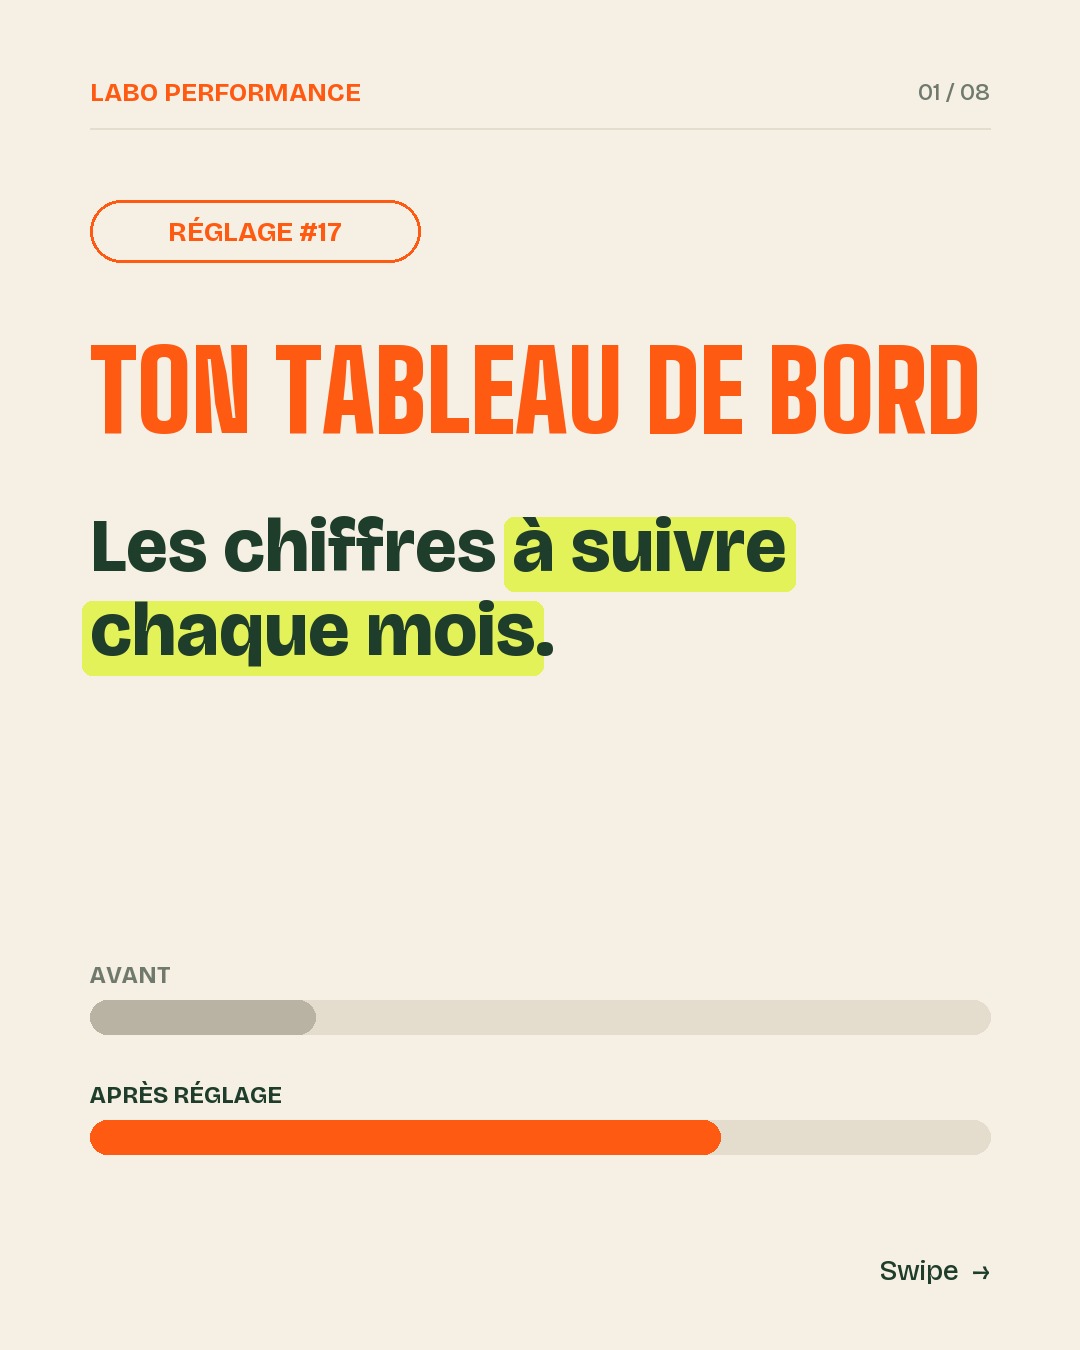 LABO PERFORMANCE
01 / 08
RÉGLAGE #17
TON TABLEAU DE BORD
Les chiffres à suivre
chaque mois.
AVANT
APRÈS RÉGLAGE
Swipe →